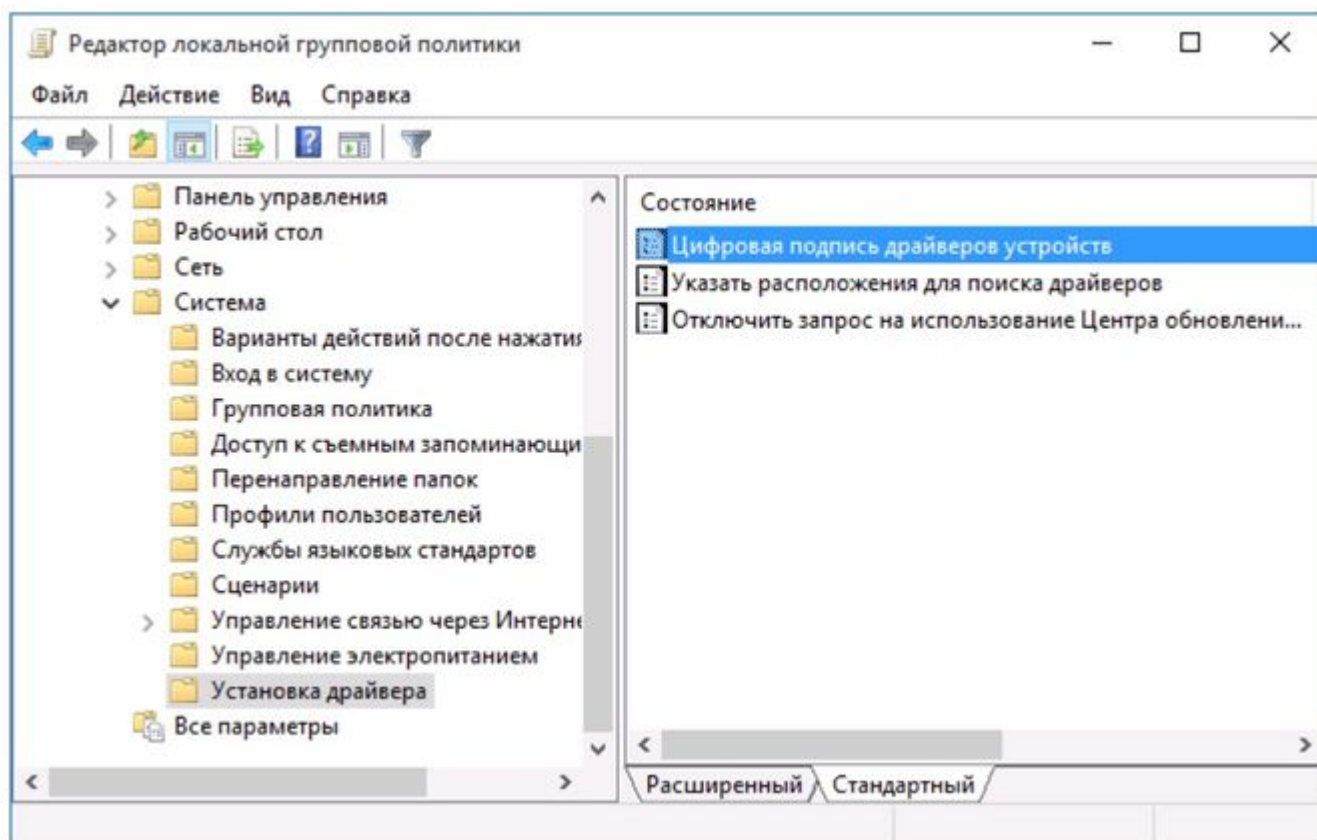 Редактор локальной групповой политики
Файл Действие Вид Справка
Панель управления
Рабочий стол
Сеть
Система
Варианты действий после нажатия
Вход в систему
Групповая политика
Доступ к съемным запоминающи
Перенаправление папок
Профили пользователей
Службы языковых стандартов
Сценарии
Управление связью через Интерне
Управление электропитанием
Установка драйвера
Все параметры
Состояние
Цифровая подпись драйверов устройств
Указать расположения для поиска драйверов
Отключить запрос на использование Центра обновлени...
Расширенный Стандартный